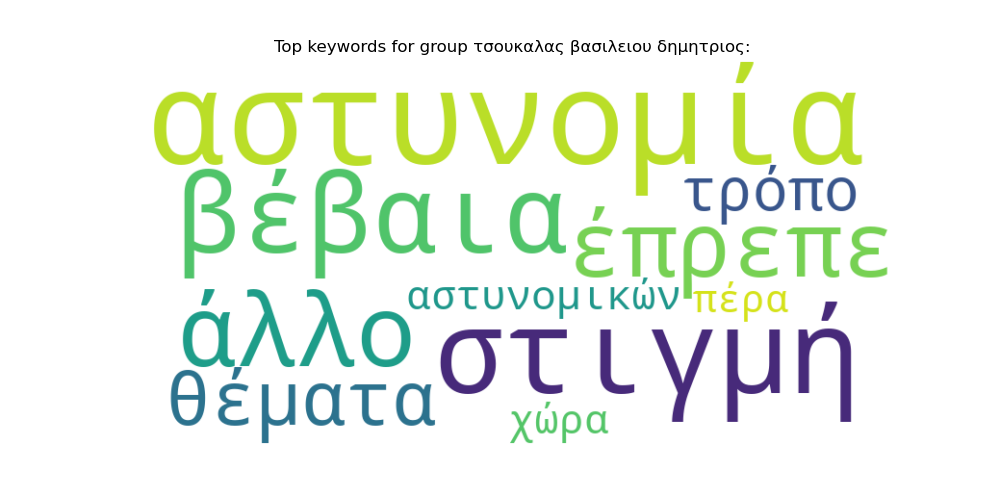 Top keywords for group τσουκαλας βασιλειου δημητριος:
αστυνομία
βέβαια
τρόπο
έπρεπε
άλλο
αστυνομικών
πέρα
στιγμή
θέματα
χώρα